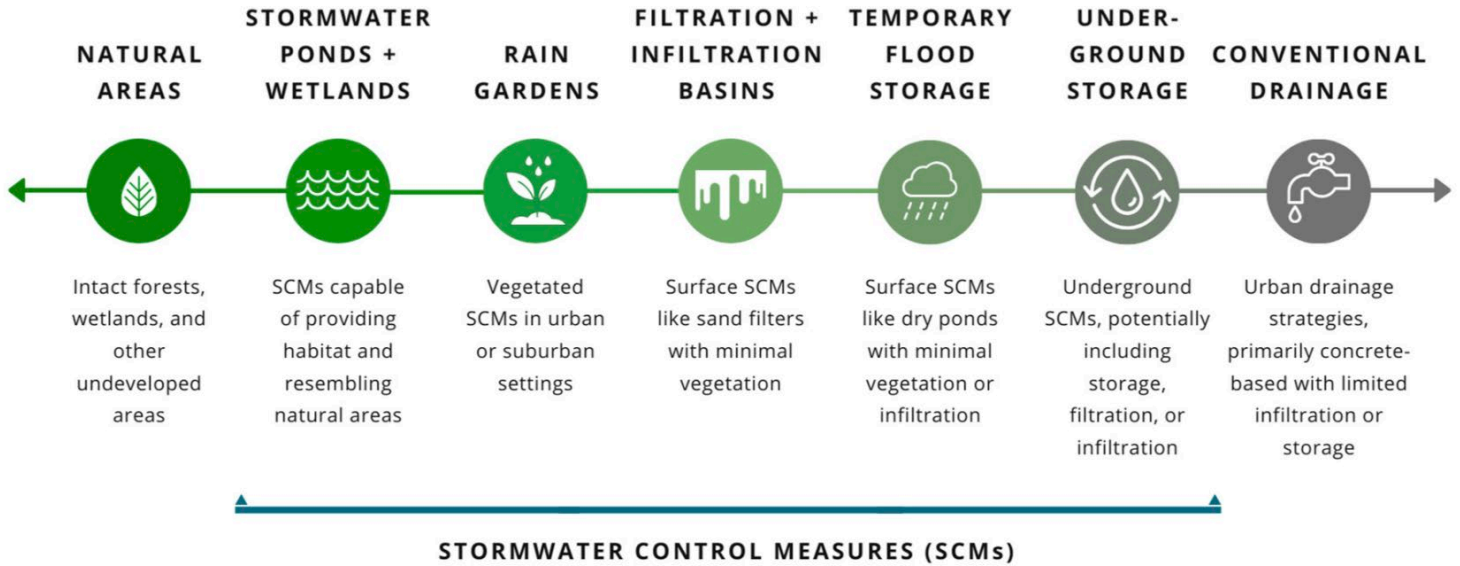 NATURAL
AREAS
STORMWATER
PONDS +
WETLANDS
RAIN
GARDENS
FILTRATION +
INFILTRATION
BASINS
TEMPORARY
FLOOD
STORAGE
UNDER-
GROUND
STORAGE
CONVENTIONAL
DRAINAGE
Intact forests,
wetlands, and
other
undeveloped
areas
SCMs capable
of providing
habitat and
resembling
natural areas
Vegetated
SCMs in urban
or suburban
settings
Surface SCMs
like sand filters
with minimal
vegetation
Surface SCMs
like dry ponds
with minimal
vegetation or
infiltration
Underground
SCMs, potentially
including
storage,
filtration, or
infiltration
Urban drainage
strategies,
primarily concrete-
based with limited
infiltration or
storage
STORMWATER CONTROL MEASURES (SCMs)